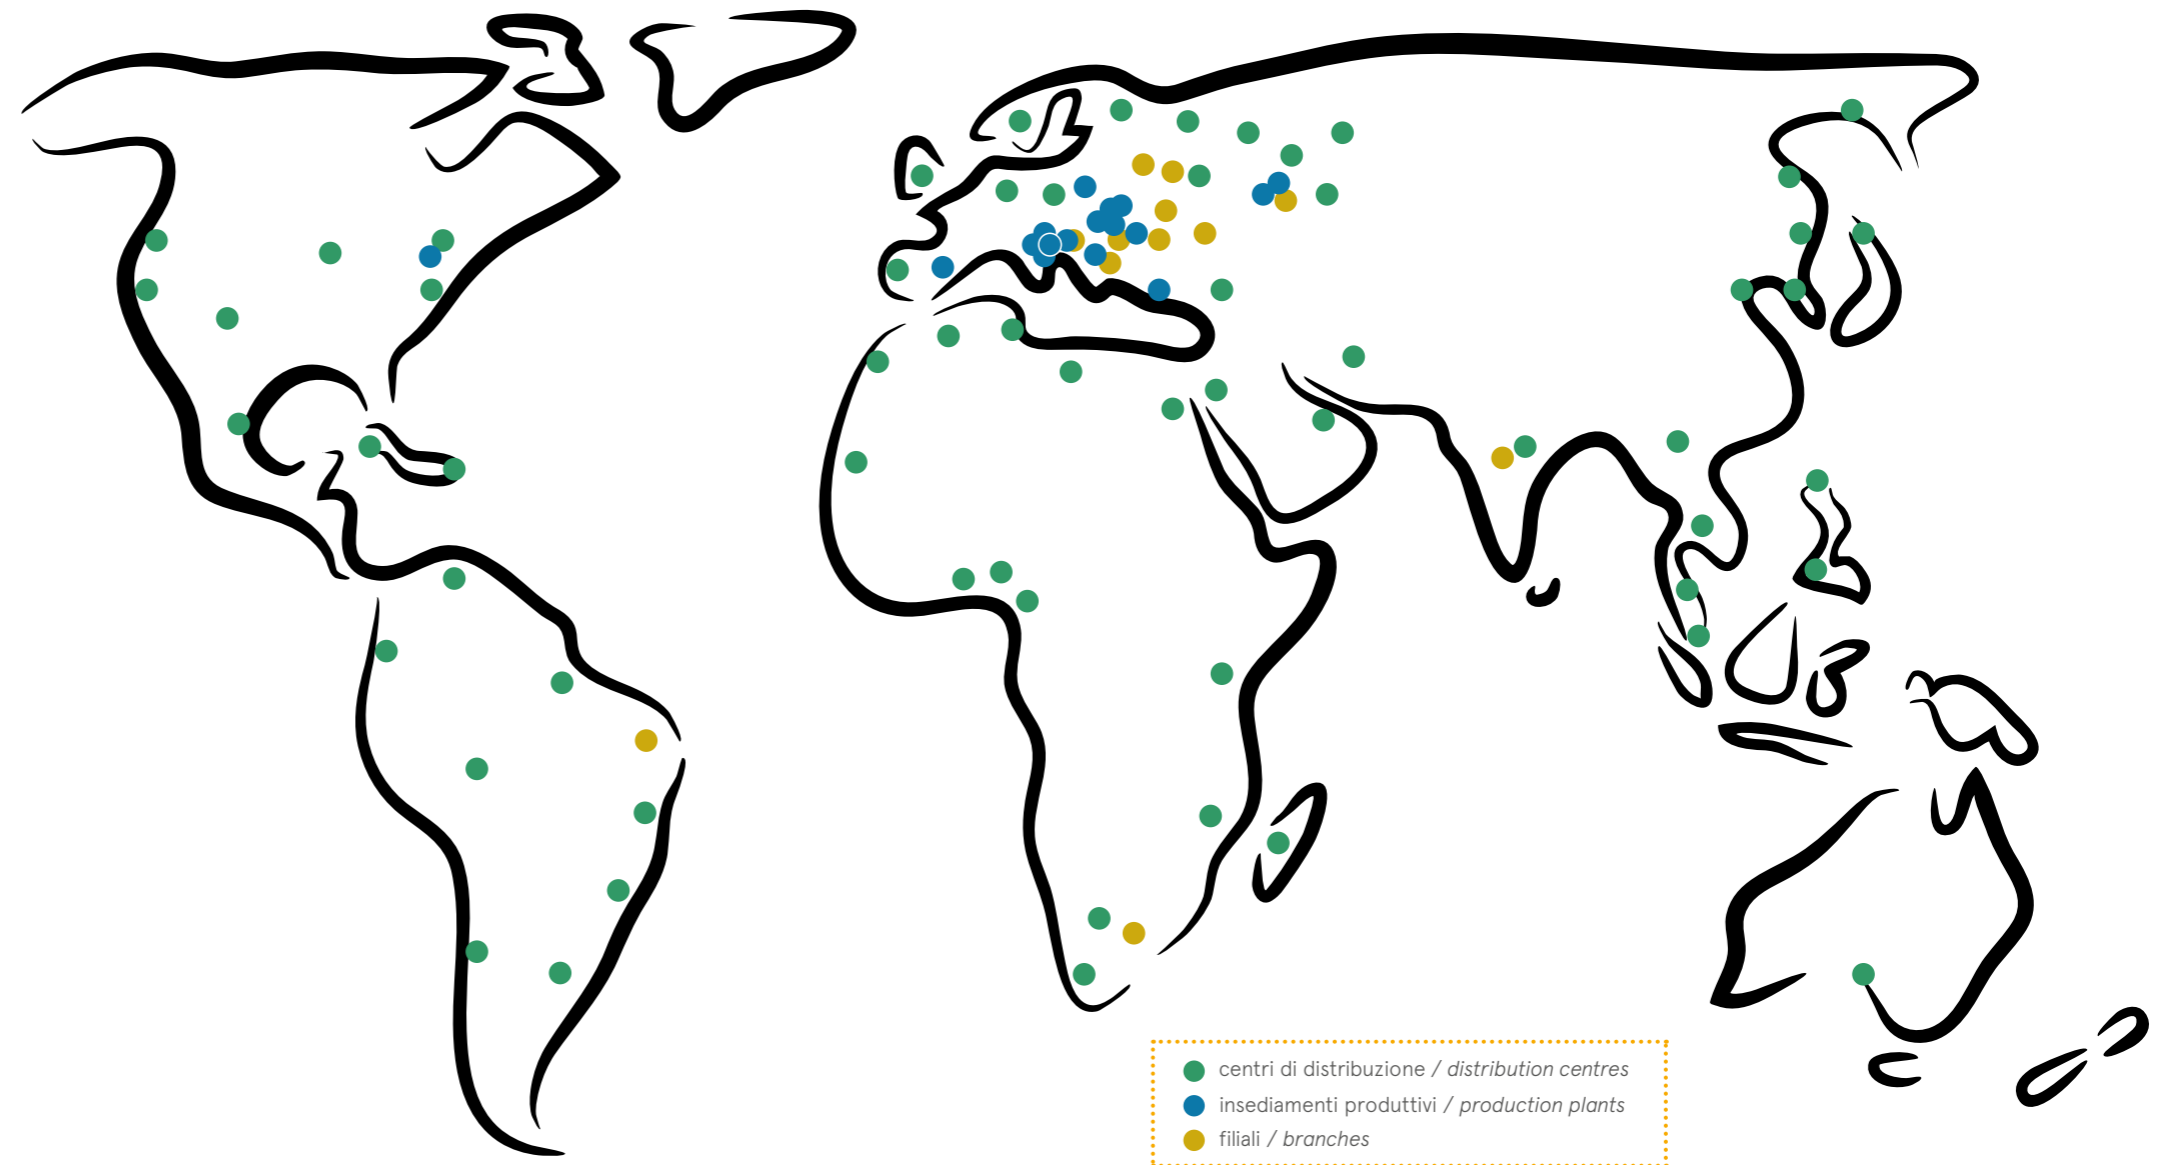 centri di distribuzione / distribution centres
insediamenti produttivi / production plants
filiali / branches